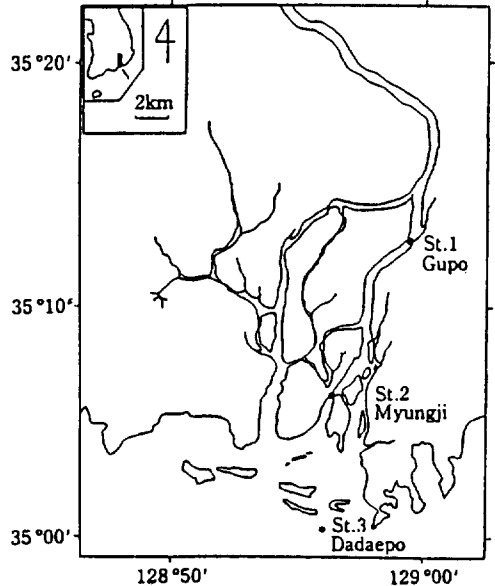 35°20′
4
2km
St.1
Gupo
35°10′
St.2
Myungji
35°00′
St.3
Dadaepo
128°50′
129°00′